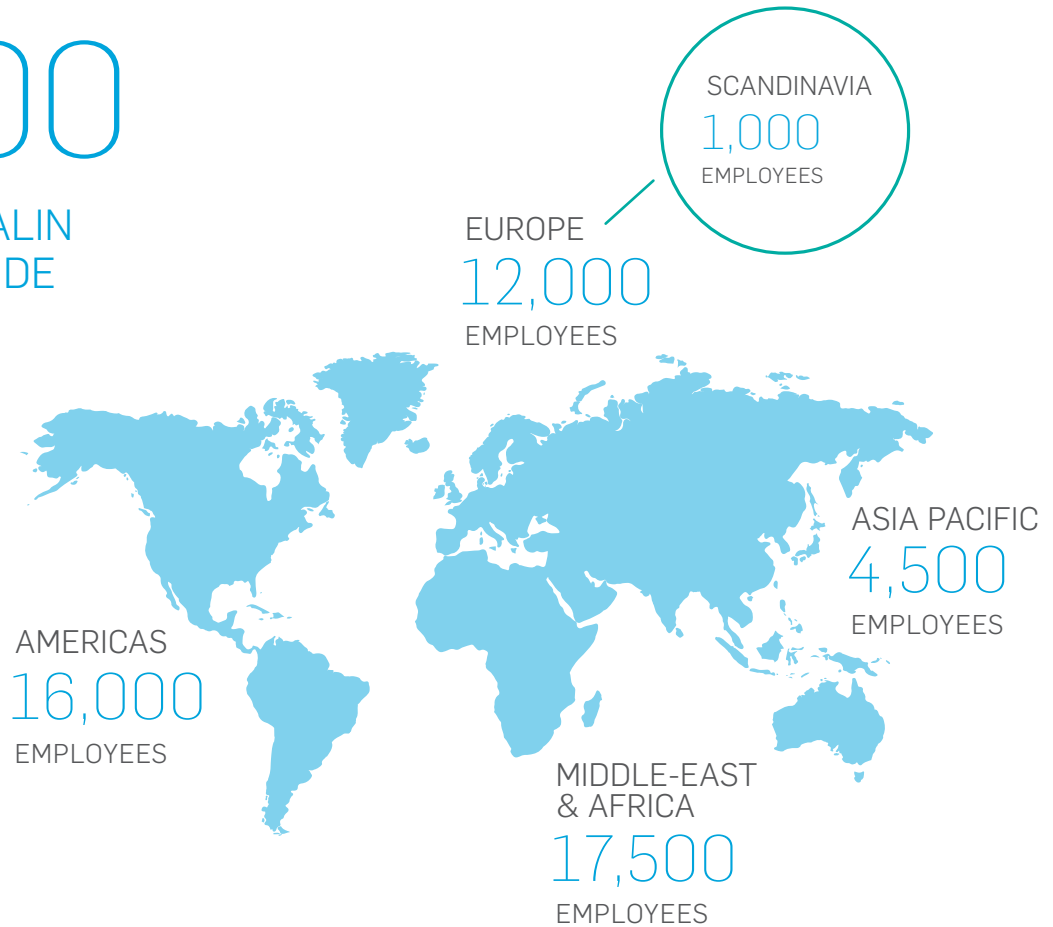 00
ALIN
DE
SCANDINAVIA
1,000
EMPLOYEES
EUROPE
12,000
EMPLOYEES
ASIA PACIFIC
4,500
EMPLOYEES
AMERICAS
16,000
EMPLOYEES
MIDDLE-EAST
& AFRICA
17,500
EMPLOYEES